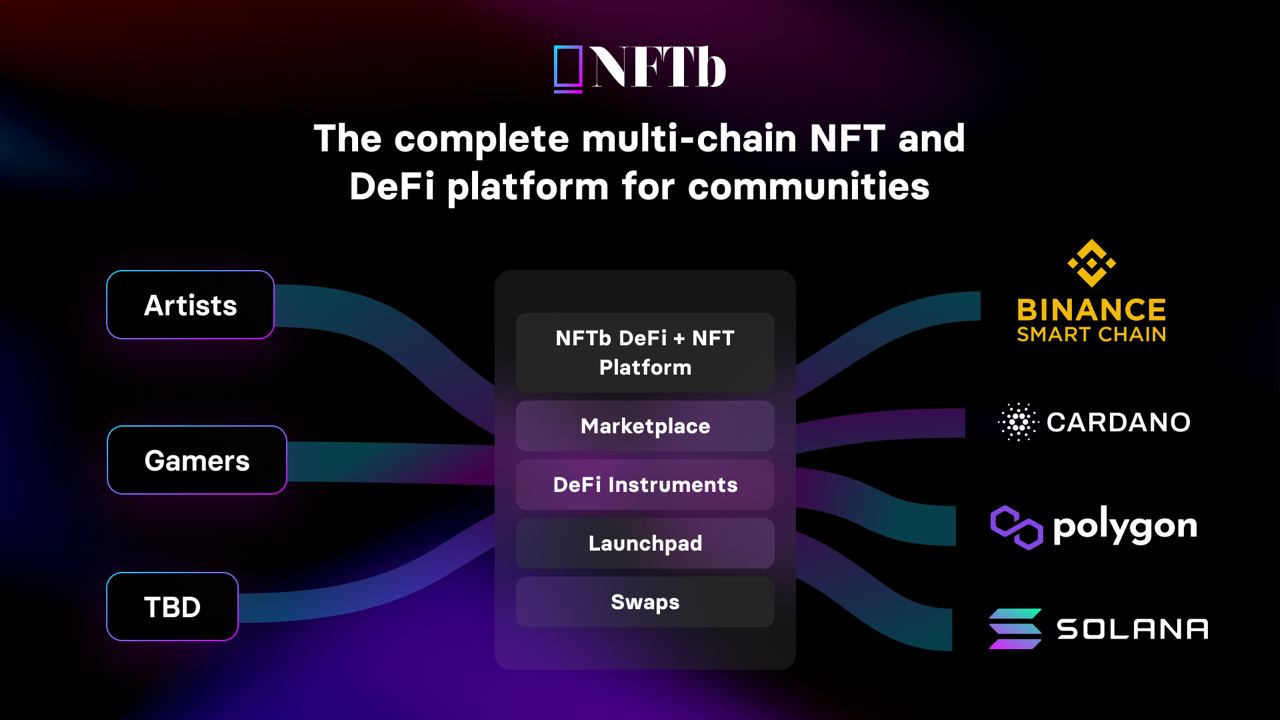 NFTb
The complete multi-chain NFT and
DeFi platform for communities
Artists
Gamers
TBD
NFTb DeFi + NFT
Platform
Marketplace
DeFi Instruments
Launchpad
Swaps
BINANCE
SMART CHAIN
CARDANO
polygon
SOLANA